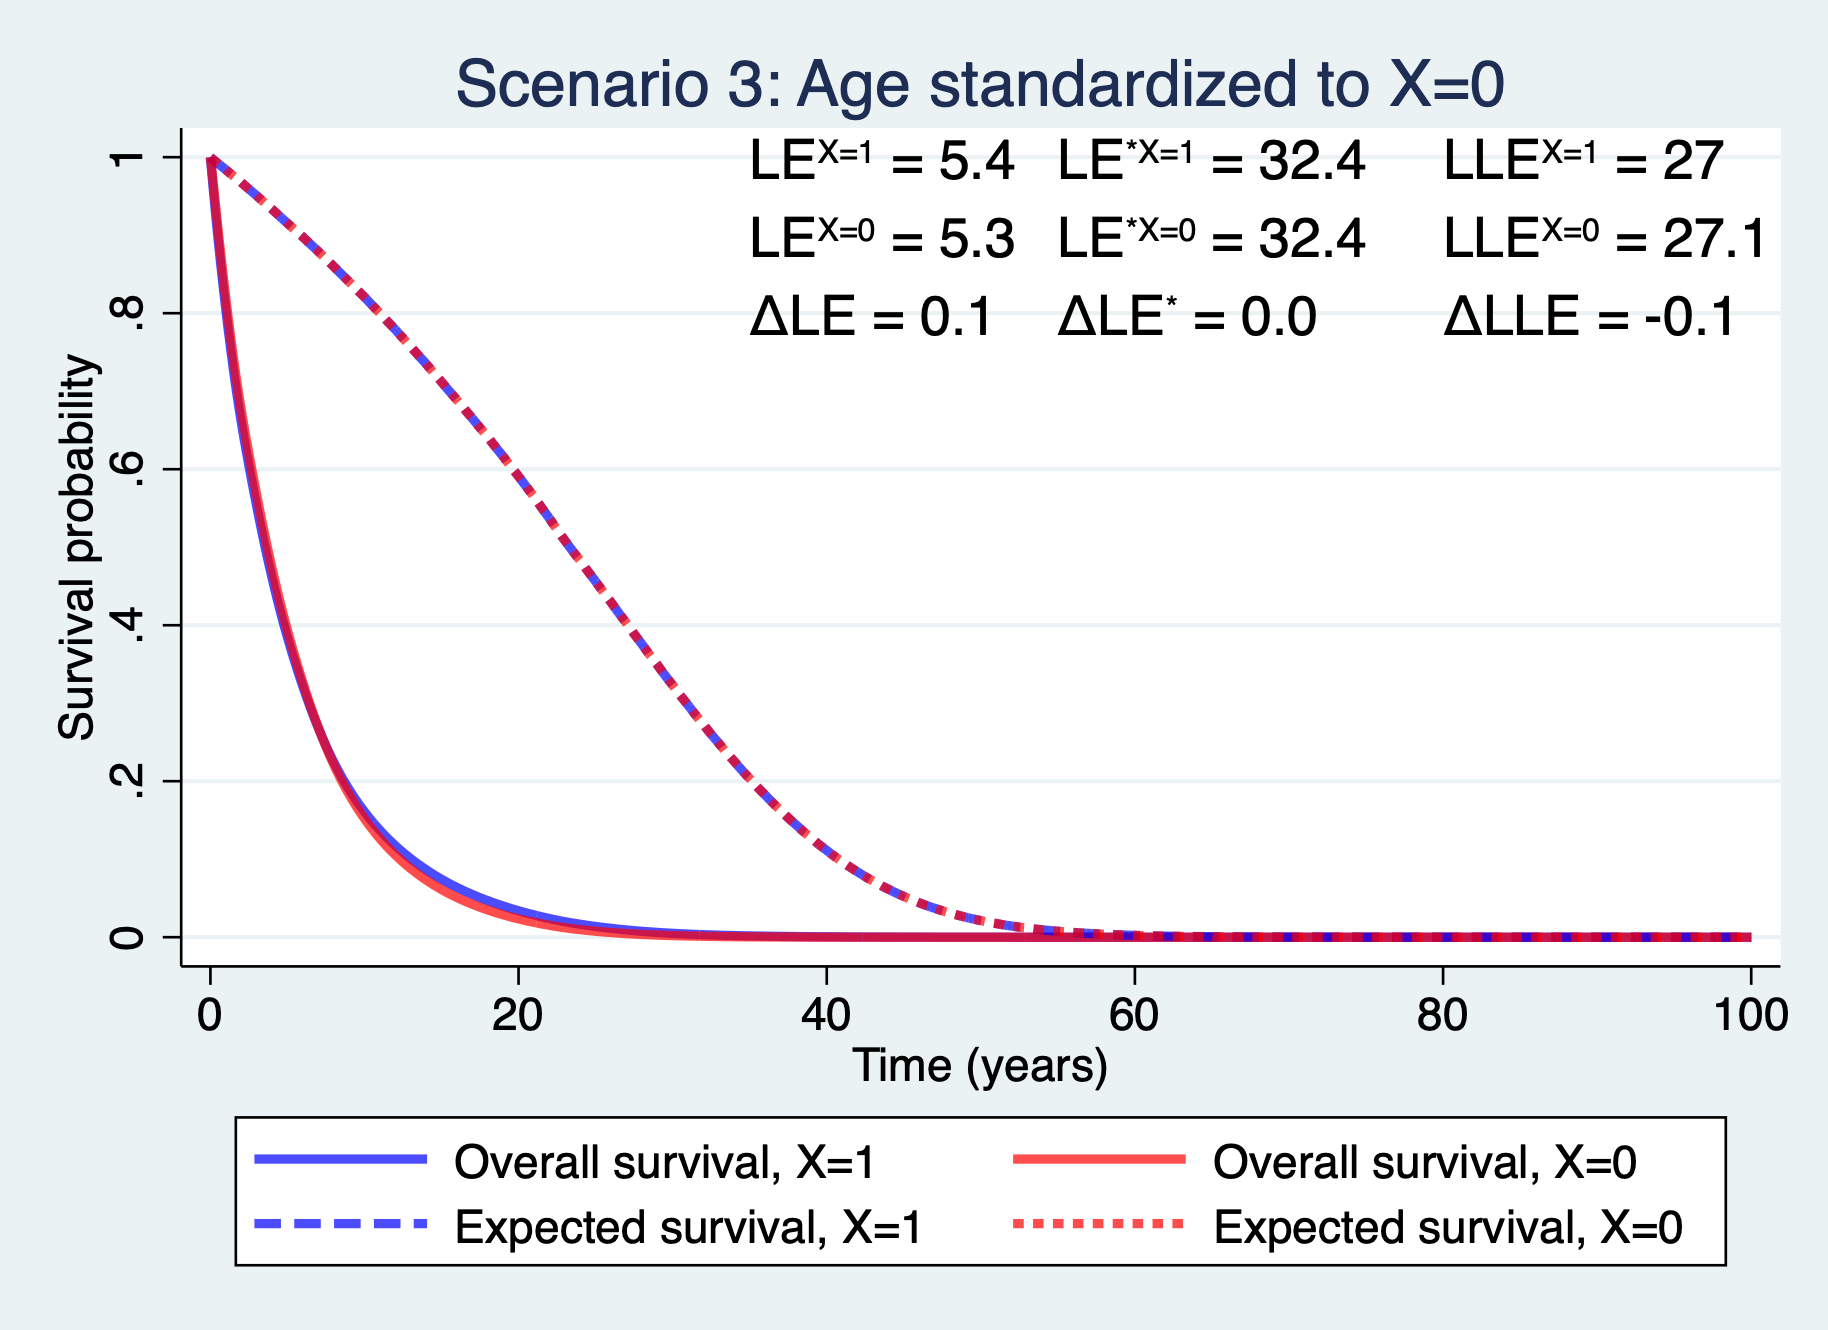 Scenario 3: Age standardized to X=0
LE^X=1 = 5.4 LE^*X=1 = 32.4 LLE^X=1 = 27
LE^X=0 = 5.3 LE^*X=0 = 32.4 LLE^X=0 = 27.1
ΔLE = 0.1 ΔLE^* = 0.0 ΔLLE = -0.1
Survival probability
1
.8
.6
.4
.2
0
0 20 40 60 80 100
Time (years)
Overall survival, X=1 Overall survival, X=0
Expected survival, X=1 Expected survival, X=0